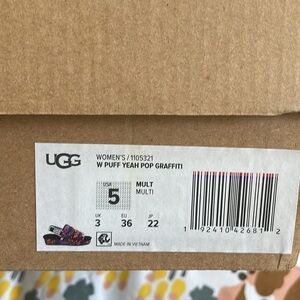 UGG
WOMEN'S / 1105321
W PUFF YEAH POP GRAFFITI
USA
5
MULT
MULTI
UK EU JP
3 36 22
MADE IN VIETNAM
1 92410 42681 2